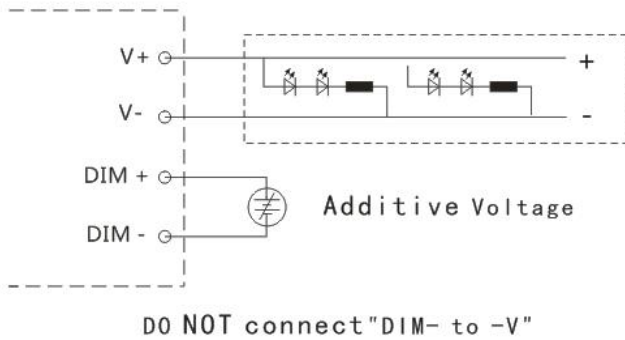 V+
+
V-
-
DIM +
Additive Voltage
DIM -
DO NOT connect"DIM- to -V"